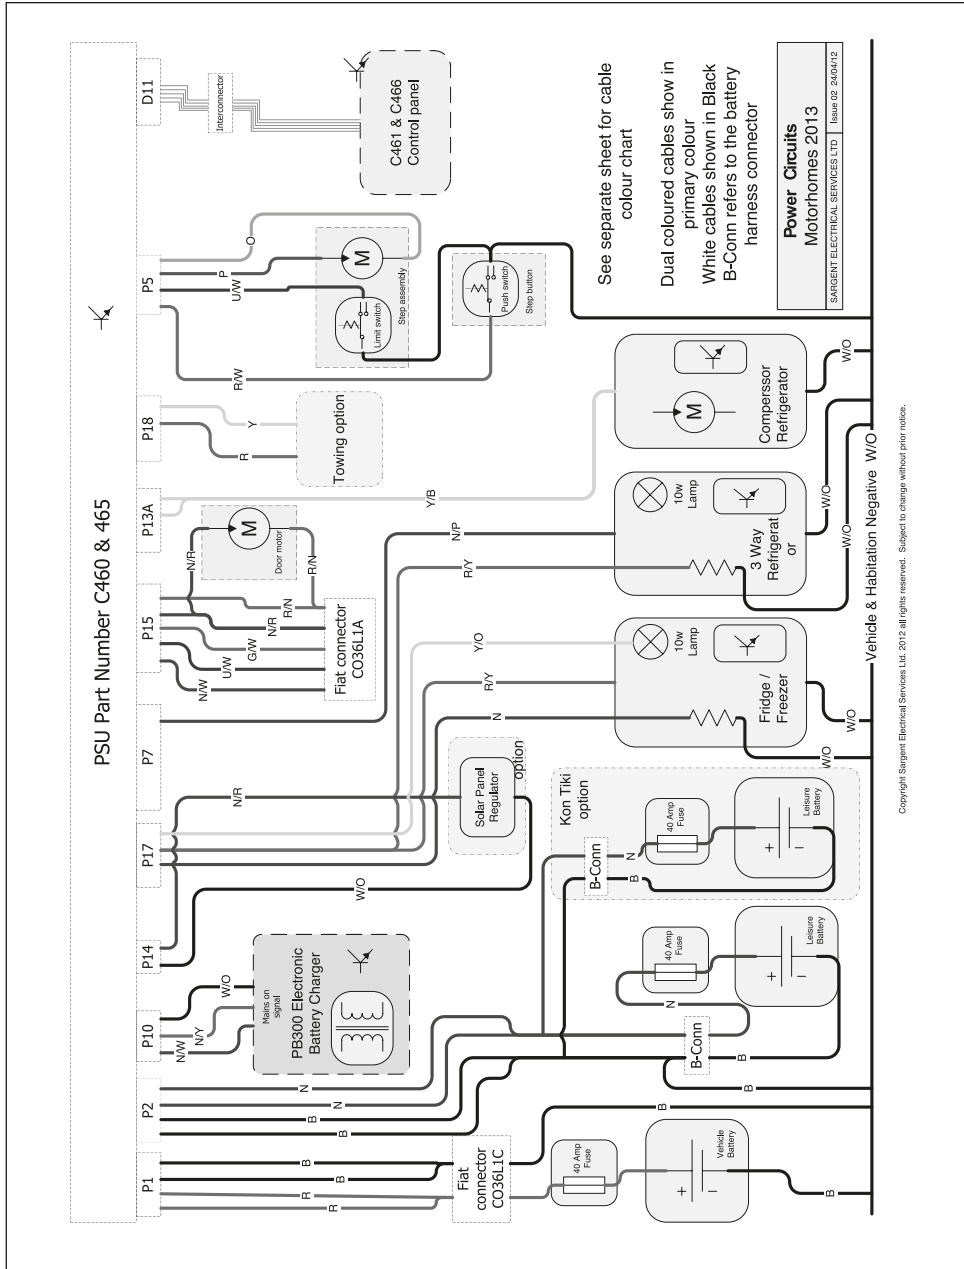 PSU Part Number C460 & 465
P1
P2
P10
P14
P17
P7
P15
P13A
P18
P5
D11
R
R
B
B
B
B
N
N
N/W
N/Y
W/O
Mains on
signal
PB300 Electronic
Battery Charger
W/O
N/R
Solar Panel
Regulator
option
N/W
U/W
G/W
N/R
R/N
N/R
R/N
Door motor
M
Fiat connector
CO36L1A
R
Y
Towing option
R/W
U/W
P
O
M
Limit switch
Step assembly
Push switch
Step button
Interconnector
C461 & C466
Control panel
Fiat
connector
CO36L1C
40 Amp
Fuse
+
−
Vehicle
Battery
B
B
B
B-Conn
B
N
40 Amp
Fuse
+
−
Leisure
Battery
Kon Tiki
option
B-Conn
B
N
40 Amp
Fuse
+
−
Leisure
Battery
N
R/Y
Y/O
10w
Lamp
Fridge /
Freezer
W/O
W/O
R/Y
N/P
10w
Lamp
3 Way
Refrigerat
or
W/O
W/O
Y/B
M
Comperssor
Refrigerator
W/O
Vehicle & Habitation Negative W/O
See separate sheet for cable
colour chart
Dual coloured cables show in
primary colour
White cables shown in Black
B-Conn refers to the battery
harness connector
Power Circuits
Motorhomes 2013
SARGENT ELECTRICAL SERVICES LTD
Issue 02 24/04/12
Copyright Sargent Electrical Services Ltd. 2012 all rights reserved. Subject to change without prior notice.